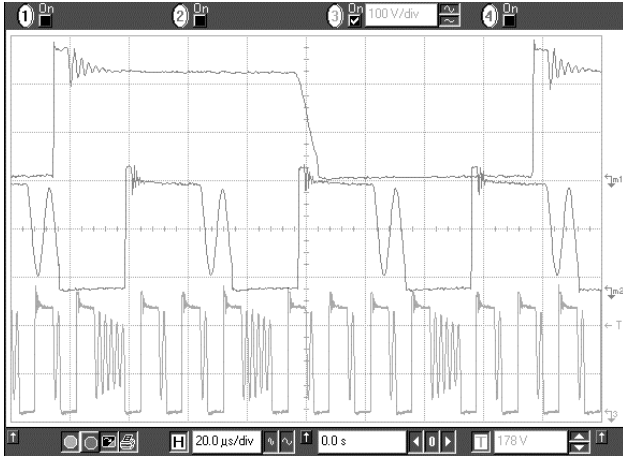 1 On 2 On 3 On 100 V/div 4 On
m1
m2
T
3
H 20.0 µs/div 0.0 s 0 T 178 V